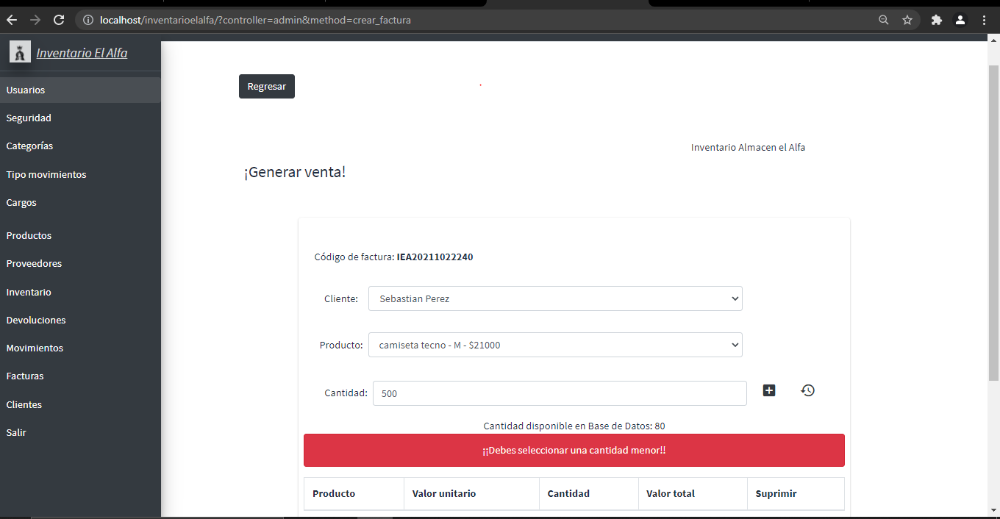 localhost/inventarioelalfa/?controller=admin&method=crear_factura
Inventario El Alfa
Usuarios
Seguridad
Categorías
Tipo movimientos
Cargos
Productos
Proveedores
Inventario
Devoluciones
Movimientos
Facturas
Clientes
Salir
Regresar
Inventario Almacen el Alfa
¡Generar venta!
Código de factura: IEA20211022240
Cliente: Sebastian Perez
Producto: camiseta tecno - M - $21000
Cantidad: 500
Cantidad disponible en Base de Datos: 80
¡¡Debes seleccionar una cantidad menor!!
Producto Valor unitario Cantidad Valor total Suprimir